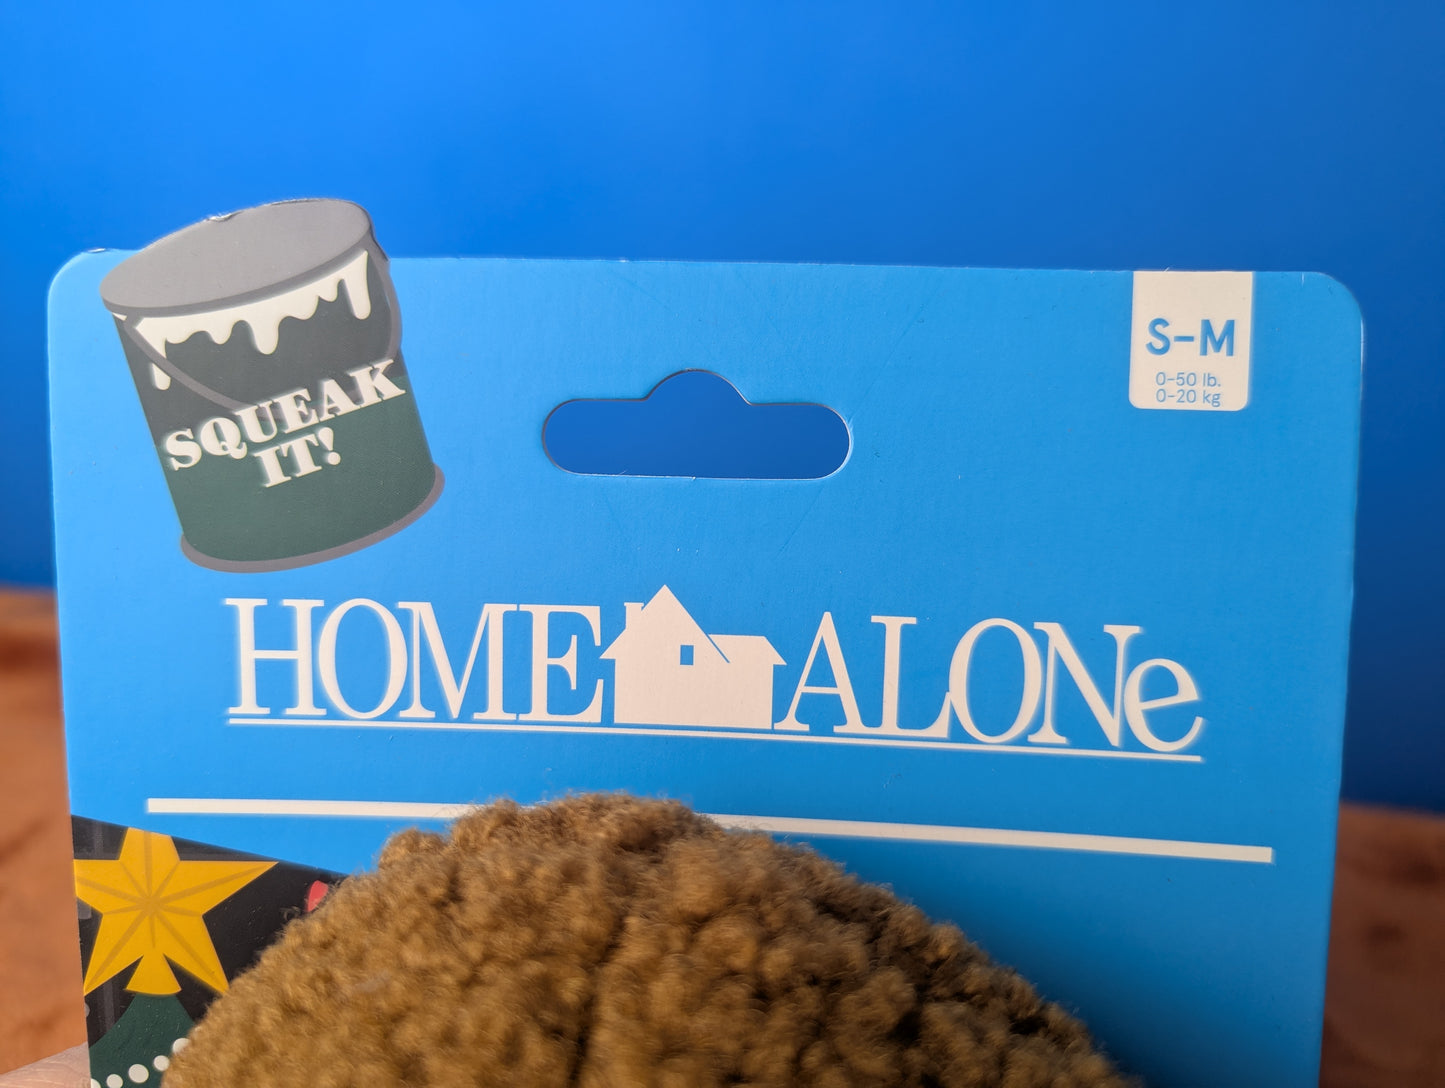 SQUEAK
IT!
S-M
0-50 lb.
0-20 kg
HOME ALONe